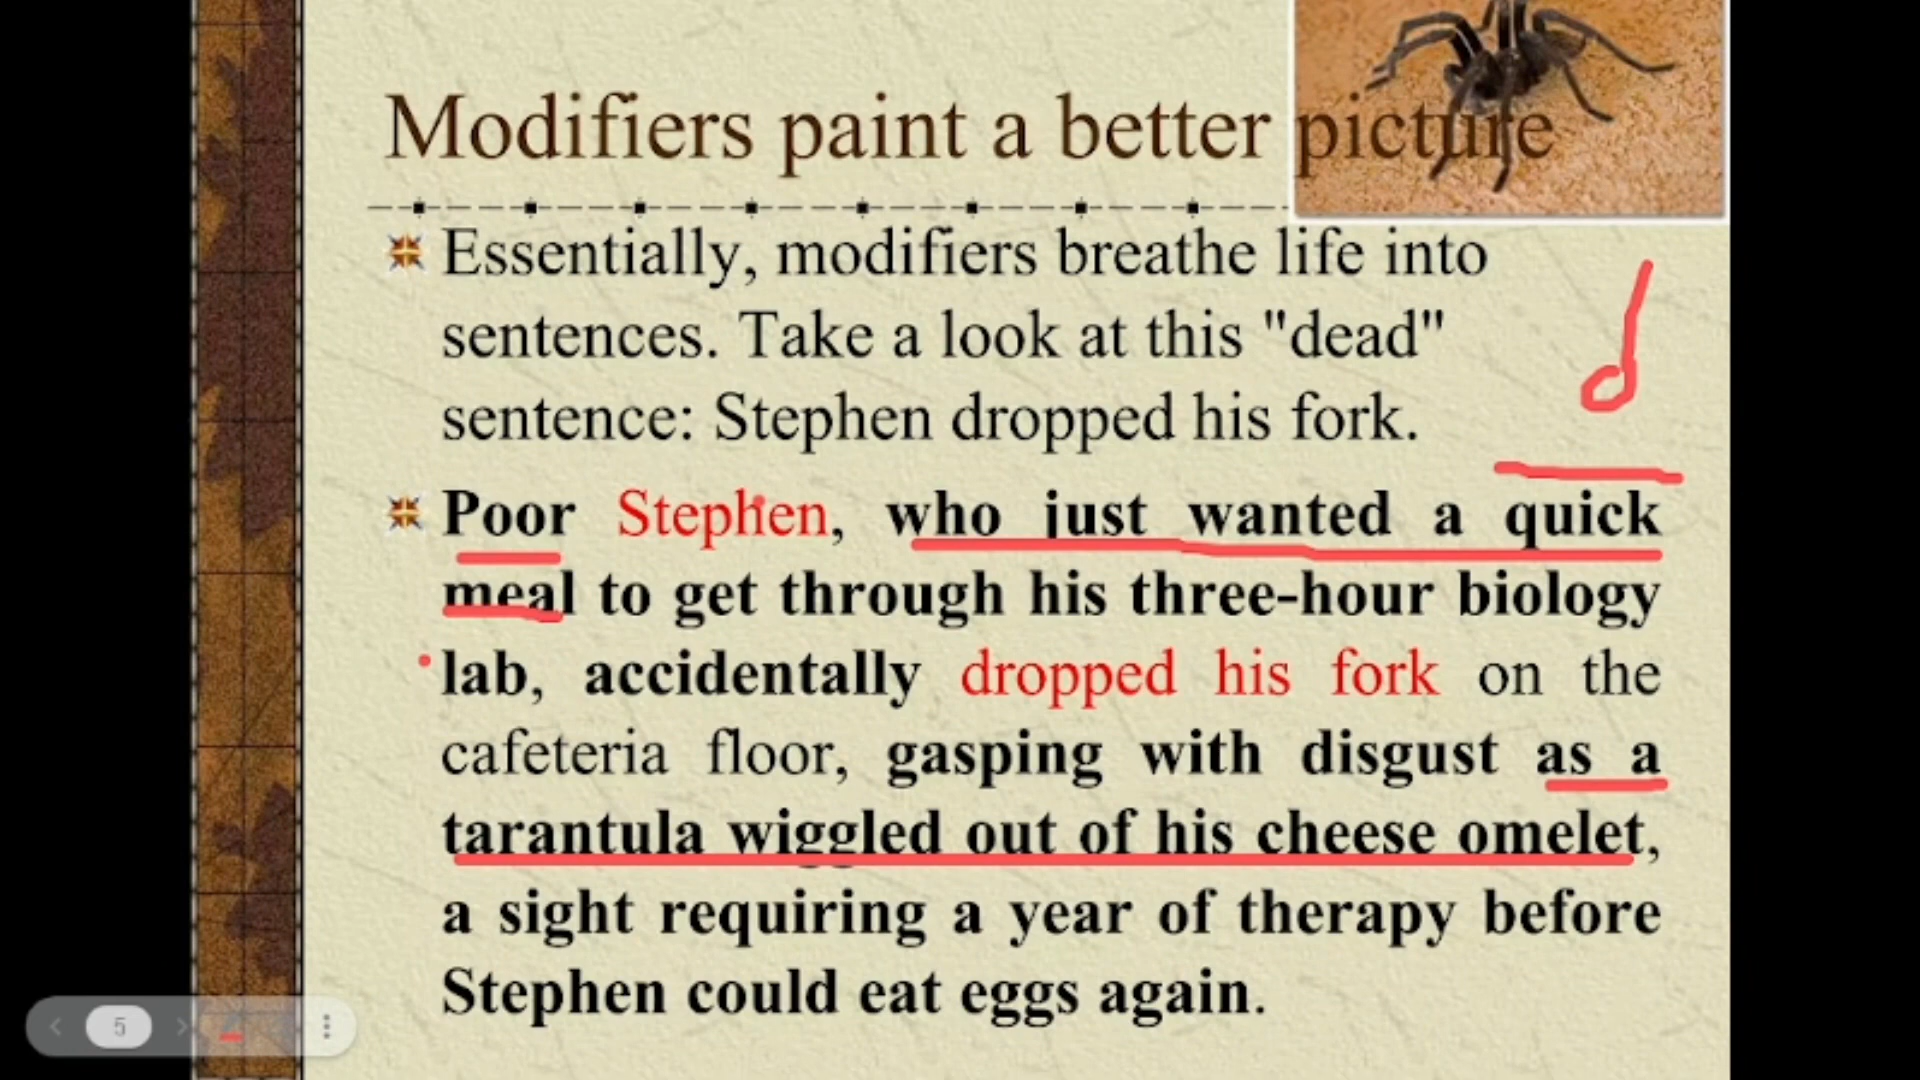 Modifiers paint a better picture
Essentially, modifiers breathe life into
sentences. Take a look at this "dead"
sentence: Stephen dropped his fork.
Poor Stephen, who just wanted a quick
meal to get through his three-hour biology
lab, accidentally dropped his fork on the
cafeteria floor, gasping with disgust as a
tarantula wiggled out of his cheese omelet,
a sight requiring a year of therapy before
Stephen could eat eggs again.
5